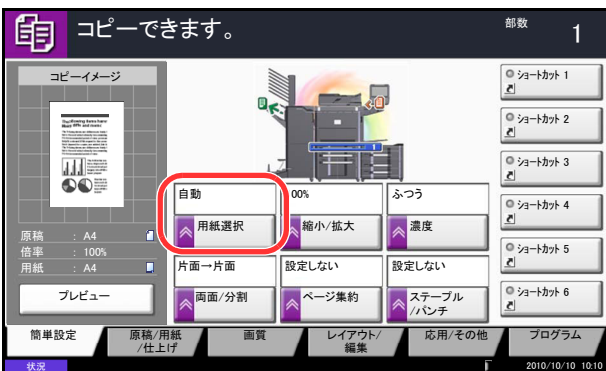 コピーできます。
部数
1
コピーイメージ
原稿 : A4
倍率 : 100%
用紙 : A4
プレビュー
1
自動
用紙選択
00%
縮小/拡大
ふつう
濃度
片面→片面
両面/分割
設定しない
ページ集約
設定しない
ステープル
/パンチ
ショートカット 1
ショートカット 2
ショートカット 3
ショートカット 4
ショートカット 5
ショートカット 6
簡単設定
原稿/用紙
/仕上げ
画質
レイアウト/
編集
応用/その他
プログラム
状況
2010/10/10 10:10